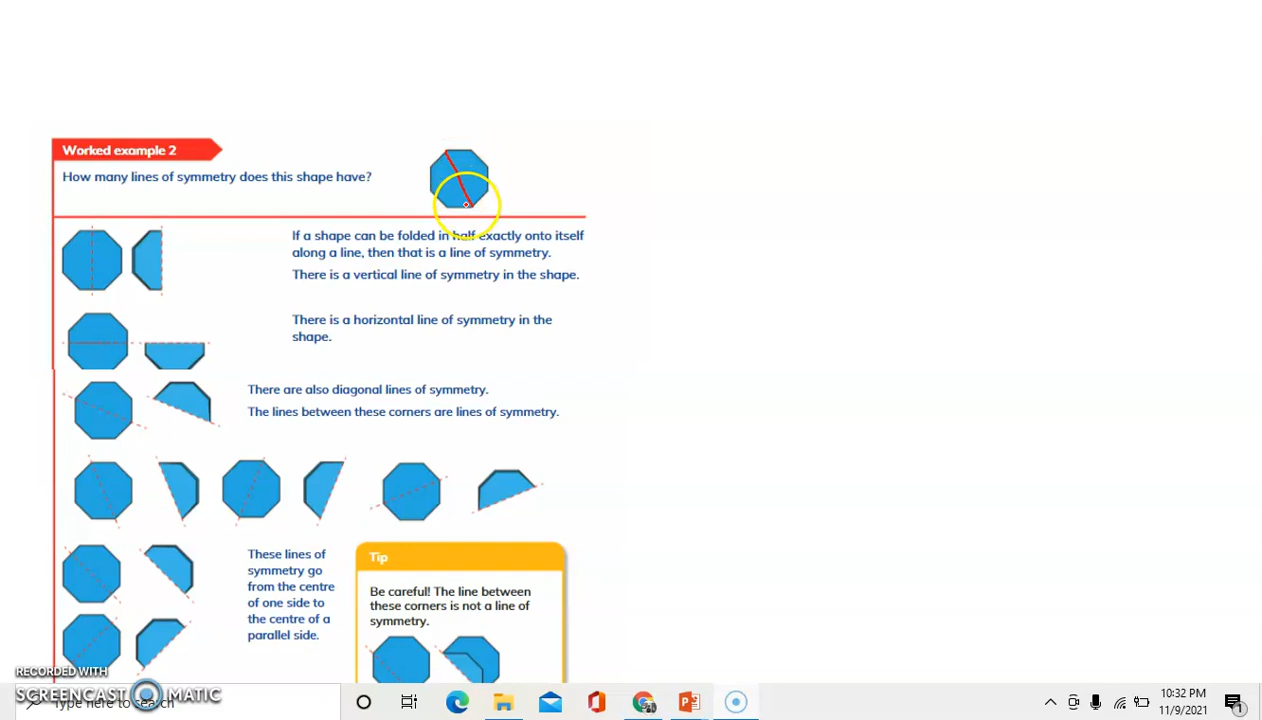 Worked example 2
How many lines of symmetry does this shape have?
If a shape can be folded in half exactly onto itself
along a line, then that is a line of symmetry.
There is a vertical line of symmetry in the shape.
There is a horizontal line of symmetry in the
shape.
There are also diagonal lines of symmetry.
The lines between these corners are lines of symmetry.
These lines of
symmetry go
from the centre
of one side to
the centre of a
parallel side.
Tip
Be careful! The line between
these corners is not a line of
symmetry.
RECORDED WITH
SCREENCAST MATIC
Type here to search
10:32 PM
11/9/2021
1